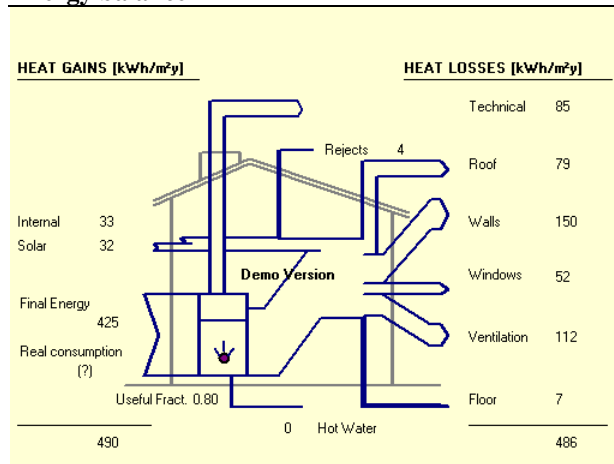 HEAT GAINS [kWh/m²y]
HEAT LOSSES [kWh/m²y]
Technical 85
Rejects 4
Roof 79
Internal 33
Walls 150
Solar 32
Demo Version
Windows 52
Final Energy
425
Ventilation 112
Real consumption
(?)
Useful Fract. 0.80
Floor 7
0 Hot Water
490
486